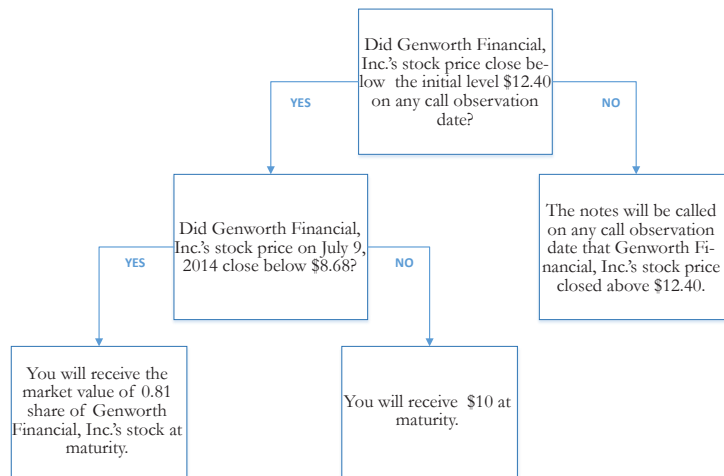 Did Genworth Financial,
Inc.'s stock price close be-
low the initial level $12.40
on any call observation
date?
YES
NO
Did Genworth Financial,
Inc.'s stock price on July 9,
2014 close below $8.68?
The notes will be called
on any call observation
date that Genworth Fi-
nancial, Inc.'s stock price
closed above $12.40.
YES
NO
You will receive the
market value of 0.81
share of Genworth
Financial, Inc.'s stock at
maturity.
You will receive $10 at
maturity.